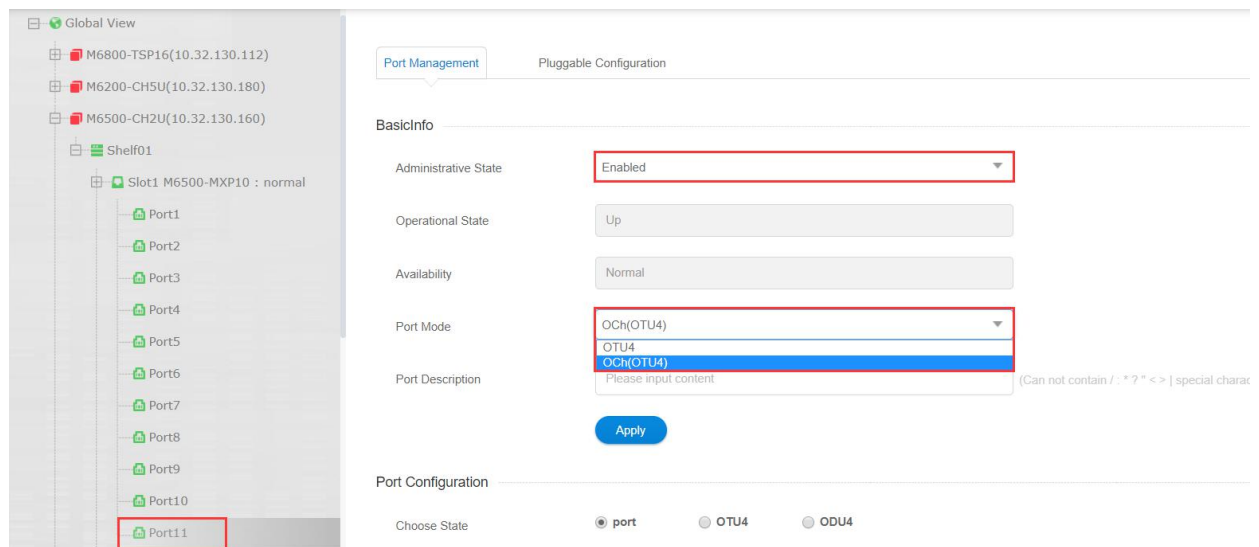 Global View
M6800-TSP16(10.32.130.112)
M6200-CH5U(10.32.130.180)
M6500-CH2U(10.32.130.160)
Shelf01
Slot1 M6500-MXP10 : normal
Port1
Port2
Port3
Port4
Port5
Port6
Port7
Port8
Port9
Port10
Port11
Port Management Pluggable Configuration
BasicInfo
Administrative State Enabled
Operational State Up
Availability Normal
Port Mode OCh(OTU4)
OTU4
OCh(OTU4)
Port Description Please input content (Can not contain / : * ? " < > | special charac
Apply
Port Configuration
Choose State port OTU4 ODU4